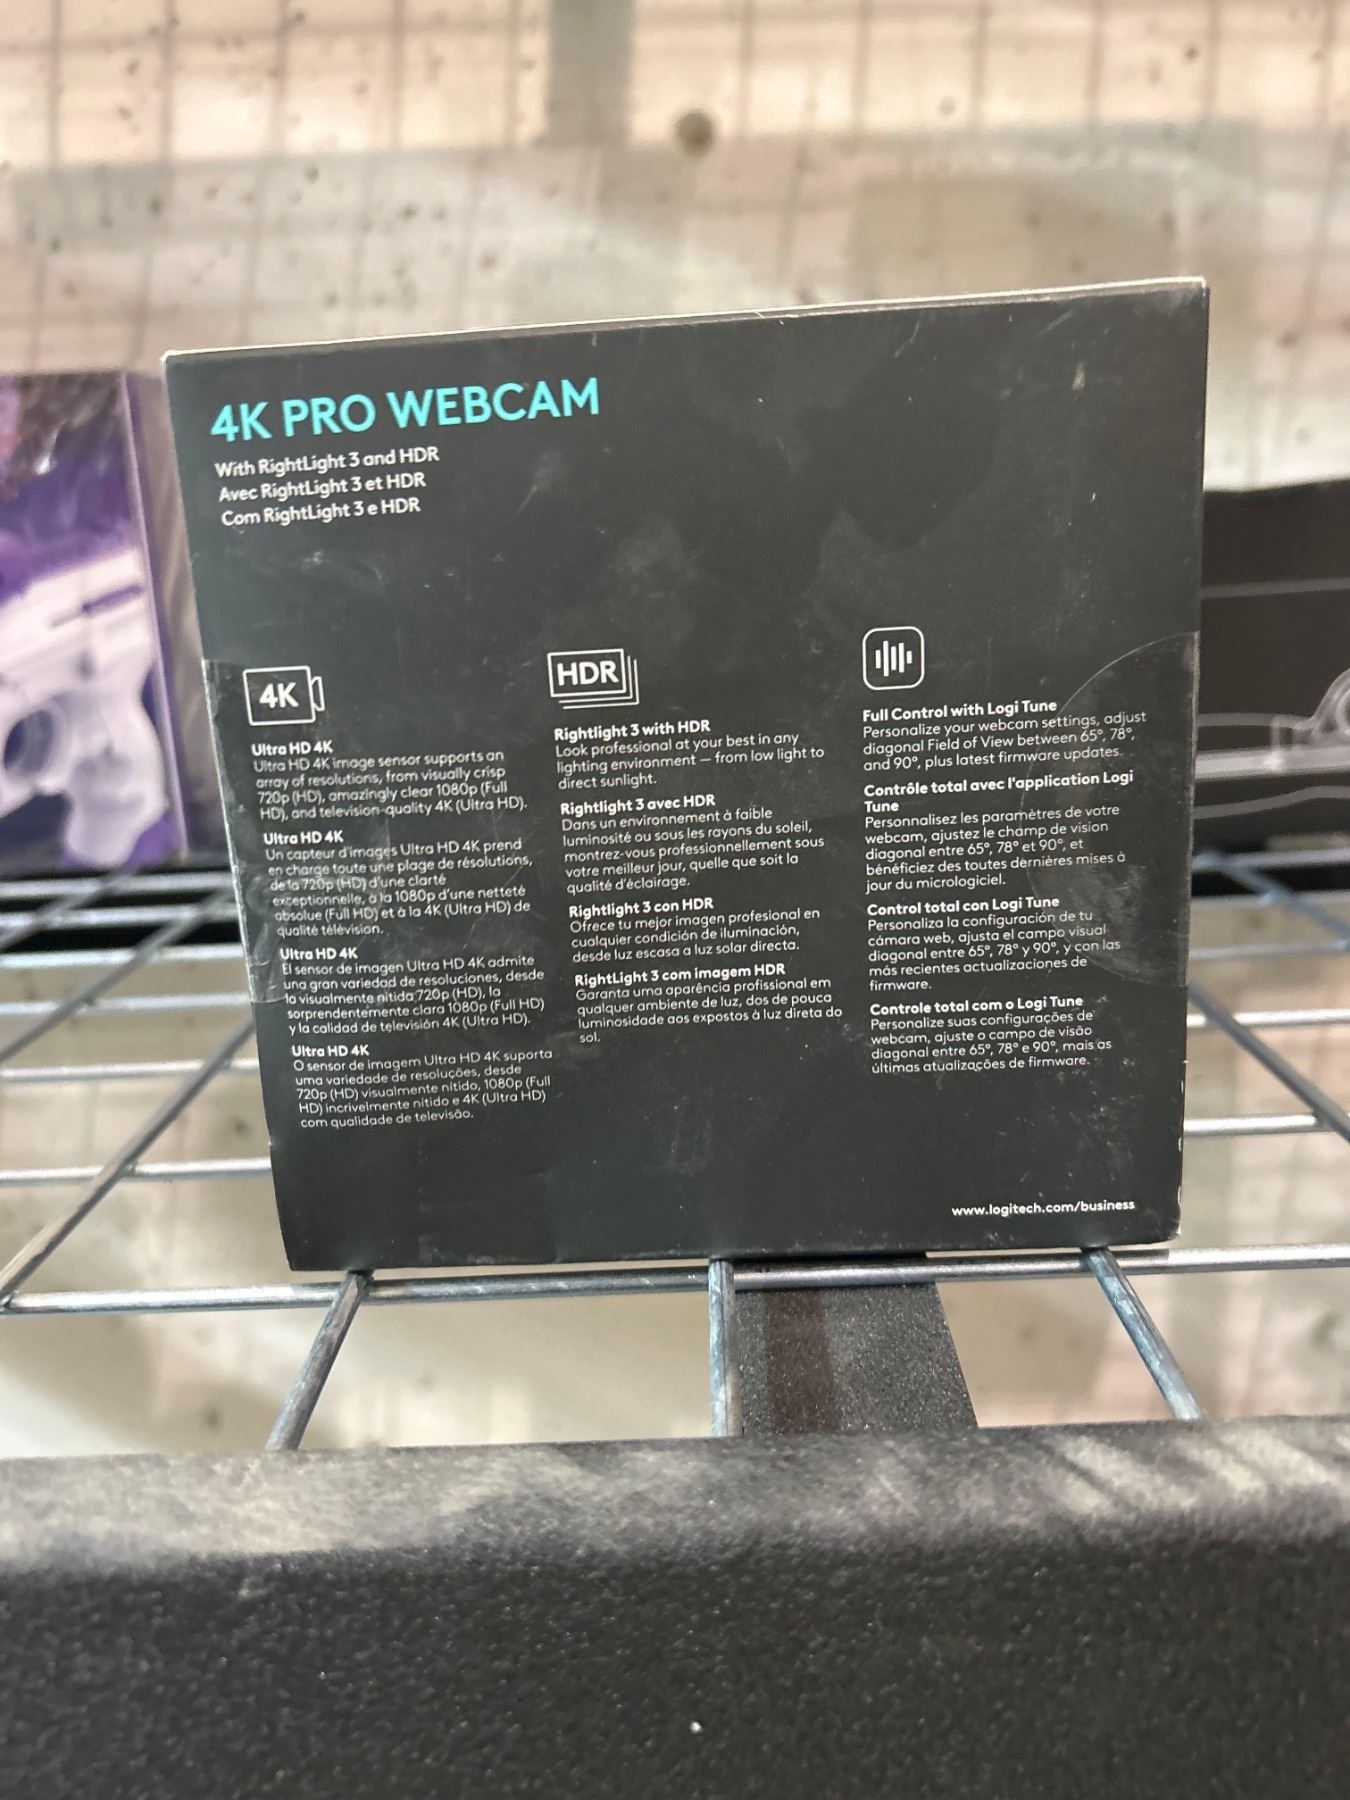 4K PRO WEBCAM
With RightLight 3 and HDR
Avec RightLight 3 et HDR
Com RightLight 3 e HDR
4K
Ultra HD 4K
Ultra HD 4K image sensor supports an
array of resolutions, from visually crisp
720p (HD), amazingly clear 1080p (Full
HD), and television-quality 4K (Ultra HD).
Ultra HD 4K
Un capteur d'images Ultra HD 4K prend
en charge toute une plage de résolutions,
de la 720p (HD) d'une clarté
exceptionnelle, à la 1080p d'une netteté
absolue (Full HD) et à la 4K (Ultra HD) de
qualité télévision.
Ultra HD 4K
El sensor de imagen Ultra HD 4K admite
una gran variedad de resoluciones, desde
la visualmente nítida 720p (HD), la
sorprendentemente clara 1080p (Full HD)
y la calidad de televisión 4K (Ultra HD).
Ultra HD 4K
O sensor de imagem Ultra HD 4K suporta
uma variedade de resoluções, desde
720p (HD) visualmente nítido, 1080p (Full
HD) incrivelmente nítido e 4K (Ultra HD)
com qualidade de televisão.
HDR
Rightlight 3 with HDR
Look professional at your best in any
lighting environment — from low light to
direct sunlight.
Rightlight 3 avec HDR
Dans un environnement à faible
luminosité ou sous les rayons du soleil,
montrez-vous professionnellement sous
votre meilleur jour, quelle que soit la
qualité d'éclairage.
Rightlight 3 con HDR
Ofrece tu mejor imagen profesional en
cualquier condición de iluminación,
desde luz escasa a luz solar directa.
RightLight 3 com imagem HDR
Garanta uma aparência profissional em
qualquer ambiente de luz, dos de pouca
luminosidade aos expostos à luz direta do
sol.
Full Control with Logi Tune
Personalize your webcam settings, adjust
diagonal Field of View between 65°, 78°,
and 90°, plus latest firmware updates.
Contrôle total avec l'application Logi
Tune
Personnalisez les paramètres de votre
webcam, ajustez le champ de vision
diagonal entre 65°, 78° et 90°, et
bénéficiez des toutes dernières mises à
jour du micrologiciel.
Control total con Logi Tune
Personaliza la configuración de tu
cámara web, ajusta el campo visual
diagonal entre 65°, 78° y 90°, y con las
más recientes actualizaciones de
firmware.
Controle total com o Logi Tune
Personalize suas configurações de
webcam, ajuste o campo de visão
diagonal entre 65°, 78° e 90°, mais as
últimas atualizações de firmware.
www.logitech.com/business